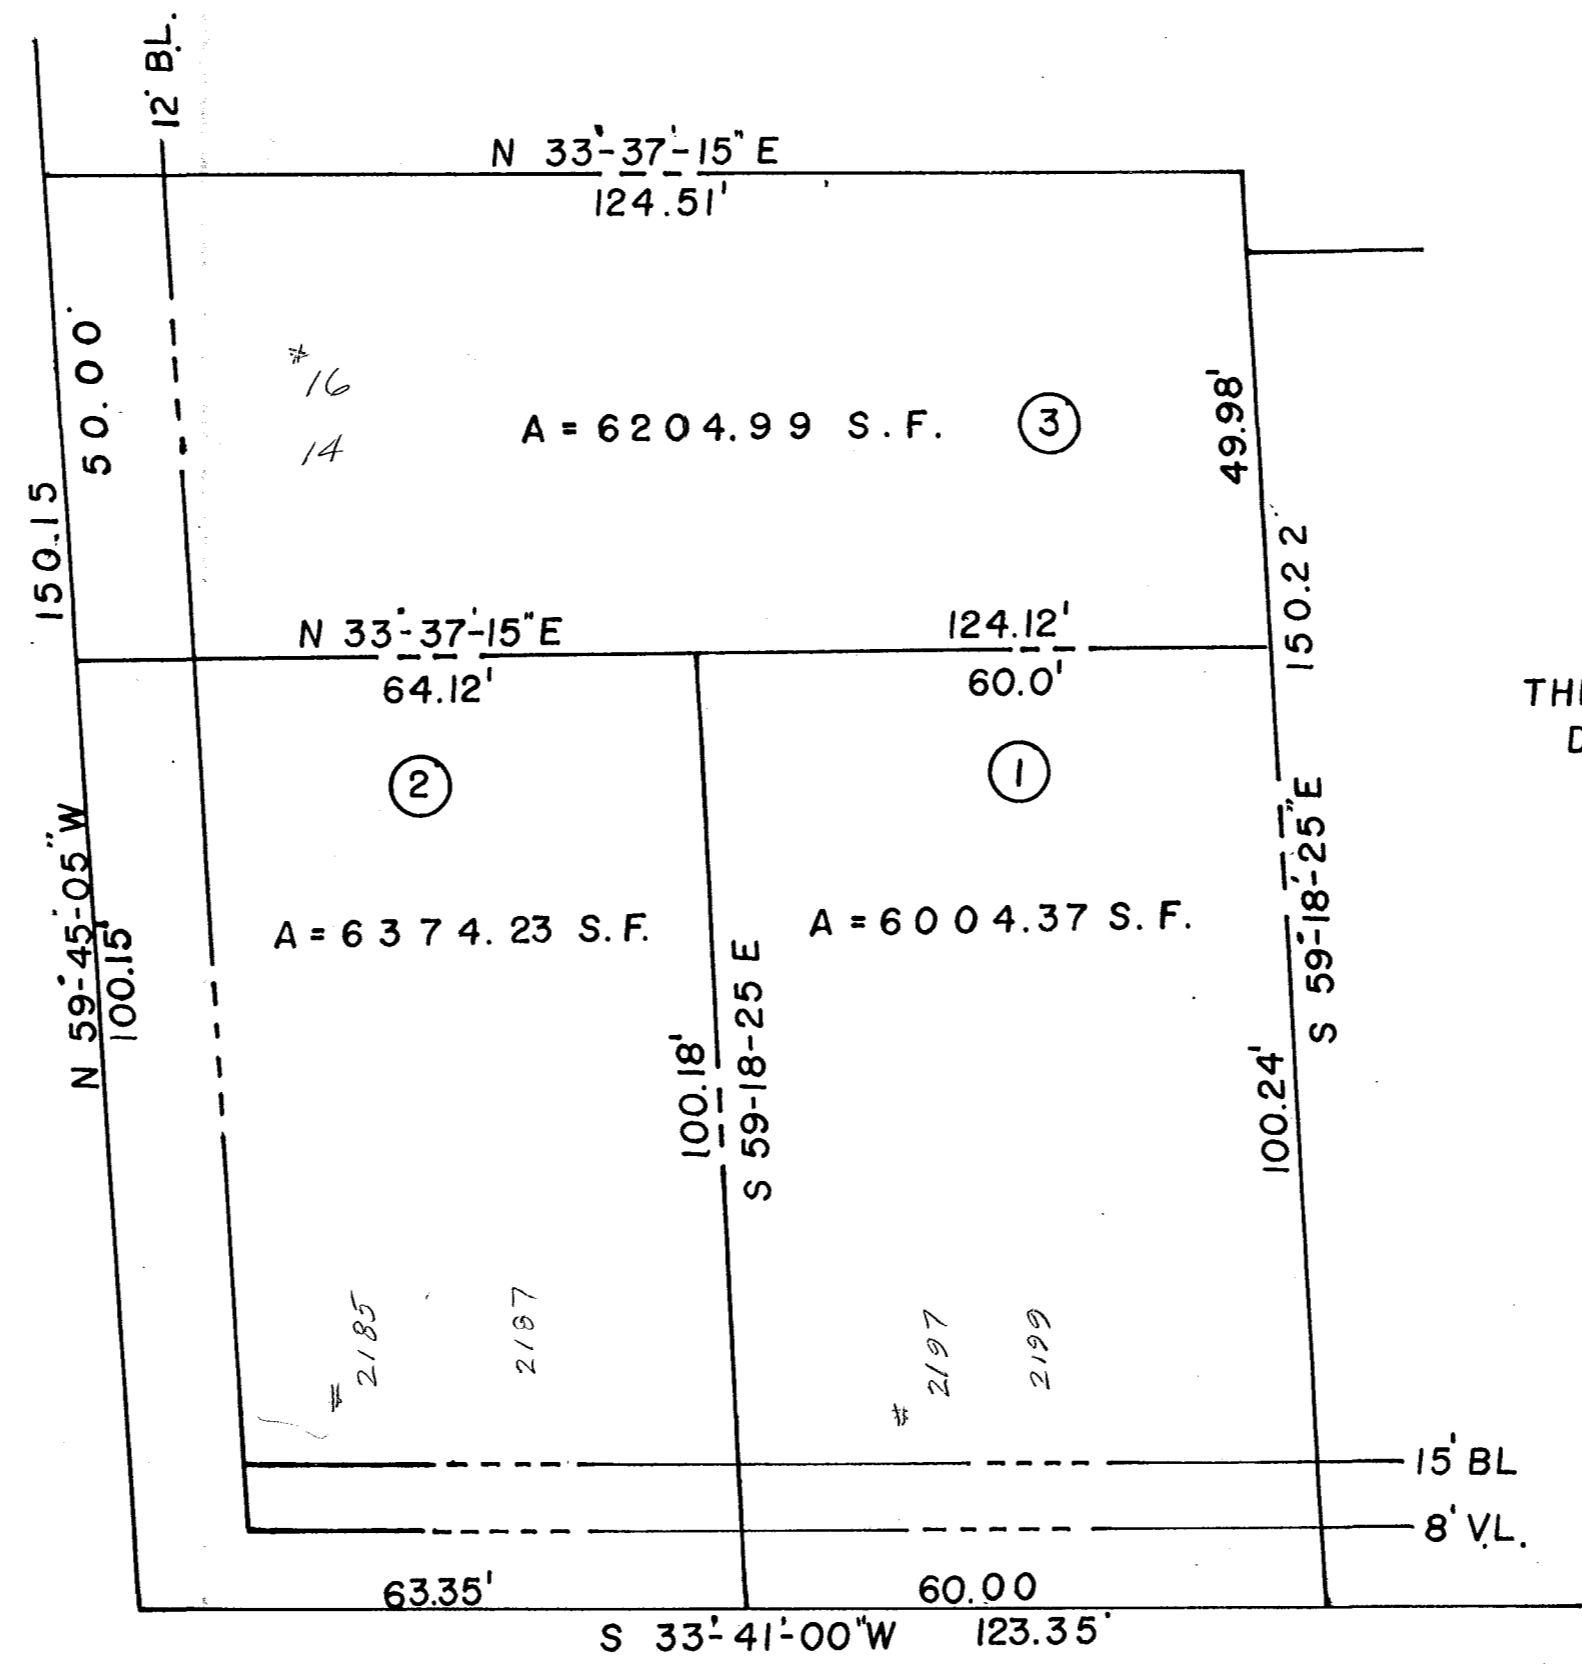 12' B.L.
N 33°-37'-15" E
124.51'
50.00'
150.15
# 16
14
A = 6204.99 S.F.
3
49.98'
150.22
N 33°-37'-15" E
124.12'
64.12'
60.0'
THI
D
2
1
N 59°-45'-05" W
100.15'
A = 6374.23 S.F.
A = 6004.37 S.F.
S 59°-18'-25" E
100.18'
S 59-18-25 E
100.24'
# 2185
2187
# 2197
2199
15' BL
8' V.L.
63.35'
60.00
S 33°-41'-00" W
123.35'